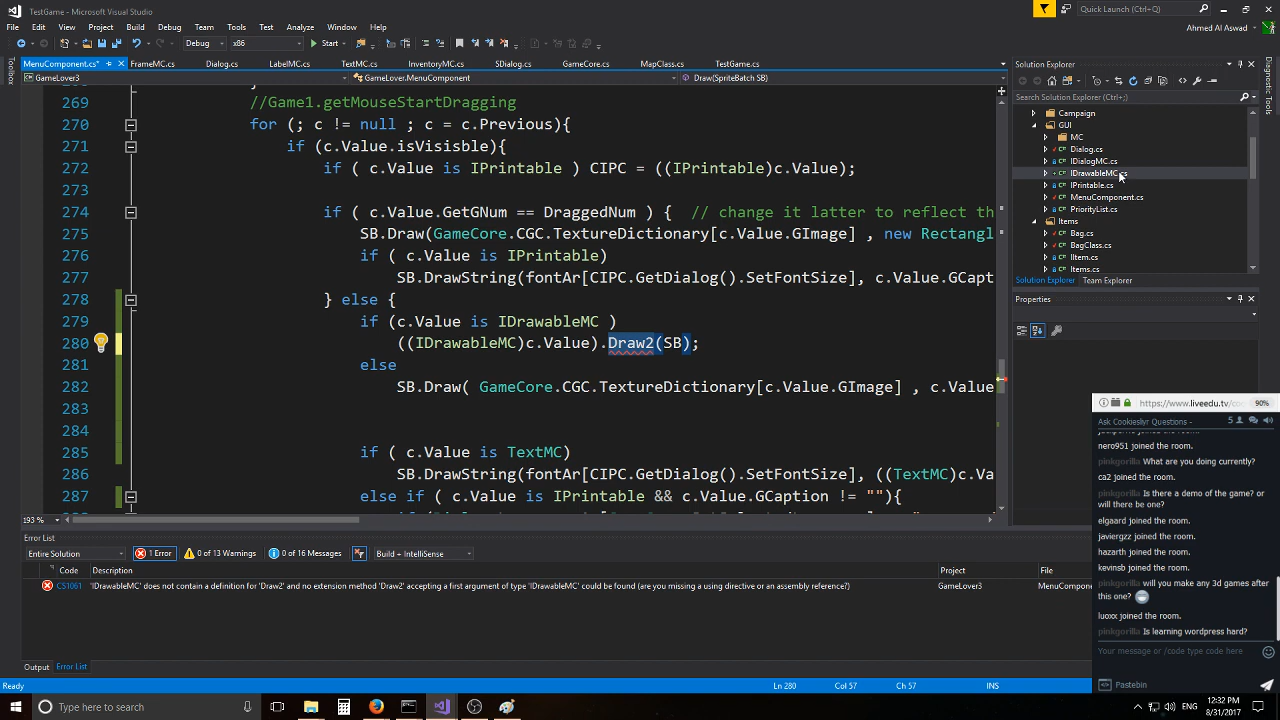 TestGame - Microsoft Visual Studio
Quick Launch (Ctrl+Q)
File Edit View Project Build Debug Team Tools Test Analyze Window Help
Ahmed Al Aswad
Debug x86 Start
MenuComponent.cs* FrameMC.cs Dialog.cs LabelMC.cs TextMC.cs InventoryMC.cs SDialog.cs GameCore.cs MapClass.cs TestGame.cs
GameLover3 GameLover.MenuComponent Draw(SpriteBatch SB)
Toolbox
269 //Game1.getMouseStartDragging
270 for (; c != null ; c = c.Previous){
271 if (c.Value.isVisible){
272 if ( c.Value is IPrintable ) CIPC = ((IPrintable)c.Value);
273
274 if ( c.Value.GetGNum == DraggedNum ) { // change it latter to reflect th
275 SB.Draw(GameCore.CGC.TextureDictionary[c.Value.GImage] , new Rectangl
276 if ( c.Value is IPrintable)
277 SB.DrawString(fontAr[CIPC.GetDialog().SetFontSize], c.Value.GCapti
278 } else {
279 if (c.Value is IDrawableMC )
280 ((IDrawableMC)c.Value).Draw2(SB);
281 else
282 SB.Draw( GameCore.CGC.TextureDictionary[c.Value.GImage] , c.Value
283
284
285 if ( c.Value is TextMC)
286 SB.DrawString(fontAr[CIPC.GetDialog().SetFontSize], ((TextMC)c.Va
287 else if ( c.Value is IPrintable && c.Value.GCaption != ""){
193 %
Solution Explorer
Search Solution Explorer (Ctrl+;)
Campaign
GUI
MC
Dialog.cs
IDialogMC.cs
IDrawableMC.cs
IPrintable.cs
MenuComponent.cs
PriorityList.cs
Items
Bag.cs
BagClass.cs
IItem.cs
Items.cs
Solution Explorer Team Explorer
Properties
Diagnostic Tools
Error List
Entire Solution 1 Error 0 of 13 Warnings 0 of 16 Messages Build + IntelliSense
Code Description Project File
CS1061 'IDrawableMC' does not contain a definition for 'Draw2' and no extension method 'Draw2' accepting a first argument of type 'IDrawableMC' could be found (are you missing a using directive or an assembly reference?) GameLover3 MenuCompon
Output Error List
Ready Ln 280 Col 57 Ch 57 INS
https://www.liveedu.tv/co 90%
Ask Cookiesliyr Questions - 5
joined the room.
nero951 joined the room.
pinkgorilla What are you doing currently?
ca2 joined the room.
pinkgorilla Is there a demo of the game? or
will there be one?
elgaard joined the room.
javiergzz joined the room.
hazarth joined the room.
kevinsb joined the room.
pinkgorilla will you make any 3d games after
this one?
luoxx joined the room.
pinkgorilla Is learning wordpress hard?
Your message or /code type code here
Pastebin
Type here to search
ENG
12:32 PM
8/31/2017